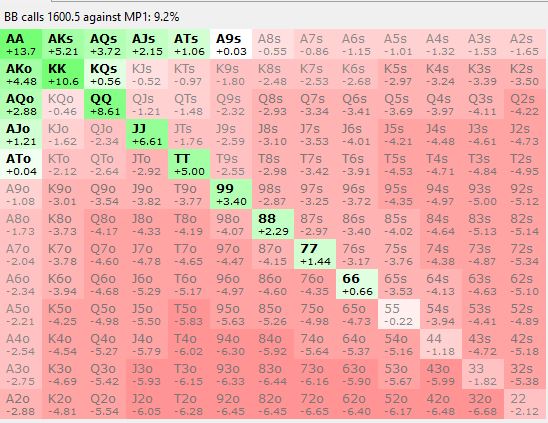 BB calls 1600.5 against MP1: 9.2%
AA AKs AQs AJs ATs A9s A8s A7s A6s A5s A4s A3s A2s
+13.7 +5.21 +3.72 +2.15 +1.06 +0.03 -0.55 -0.86 -1.15 -1.01 -1.32 -1.53 -1.65
AKo KK KQs KJs KTs K9s K8s K7s K6s K5s K4s K3s K2s
+4.48 +10.6 +0.56 -0.52 -0.97 -1.80 -2.48 -2.53 -2.68 -2.97 -3.24 -3.39 -3.50
AQo KQo QQ QJs QTs Q9s Q8s Q7s Q6s Q5s Q4s Q3s Q2s
+2.88 -0.46 +8.61 -1.21 -1.48 -2.32 -2.93 -3.34 -3.41 -3.69 -3.97 -4.11 -4.22
AJo KJo QJo JJ JTs J9s J8s J7s J6s J5s J4s J3s J2s
+1.21 -1.62 -2.34 +6.61 -1.76 -2.59 -3.10 -3.53 -4.01 -4.21 -4.48 -4.61 -4.73
ATo KTo QTo JTo TT T9s T8s T7s T6s T5s T4s T3s T2s
+0.04 -2.12 -2.64 -2.92 +5.00 -2.55 -2.98 -3.42 -3.91 -4.53 -4.71 -4.84 -4.95
A9o K9o Q9o J9o T9o 99 98s 97s 96s 95s 94s 93s 92s
-1.08 -3.01 -3.54 -3.82 -3.77 +3.40 -2.87 -3.25 -3.72 -4.35 -4.97 -5.00 -5.12
A8o K8o Q8o J8o T8o 98o 88 87s 86s 85s 84s 83s 82s
-1.73 -3.73 -4.17 -4.33 -4.19 -4.07 +2.29 -2.97 -3.40 -4.02 -4.64 -5.13 -5.14
A7o K7o Q7o J7o T7o 97o 87o 77 76s 75s 74s 73s 72s
-2.04 -3.78 -4.60 -4.78 -4.65 -4.47 -4.15 +1.44 -3.17 -3.76 -4.38 -4.87 -5.34
A6o K6o Q6o J6o T6o 96o 86o 76o 66 65s 64s 63s 62s
-2.34 -3.94 -4.68 -5.29 -5.17 -4.97 -4.60 -4.35 +0.66 -3.53 -4.13 -4.63 -5.10
A5o K5o Q5o J5o T5o 95o 85o 75o 65o 55 54s 53s 52s
-2.21 -4.25 -4.98 -5.50 -5.83 -5.63 -5.26 -4.98 -4.73 -0.22 -3.94 -4.41 -4.89
A4o K4o Q4o J4o T4o 94o 84o 74o 64o 54o 44 43s 42s
-2.54 -4.54 -5.27 -5.79 -6.02 -6.30 -5.92 -5.64 -5.37 -5.16 -1.18 -4.72 -5.18
A3o K3o Q3o J3o T3o 93o 83o 73o 63o 53o 43o 33 32s
-2.75 -4.69 -5.42 -5.93 -6.15 -6.33 -6.44 -6.16 -5.90 -5.67 -5.99 -1.82 -5.38
A2o K2o Q2o J2o T2o 92o 82o 72o 62o 52o 42o 32o 22
-2.88 -4.81 -5.54 -6.05 -6.28 -6.45 -6.45 -6.65 -6.40 -6.17 -6.48 -6.68 -2.12